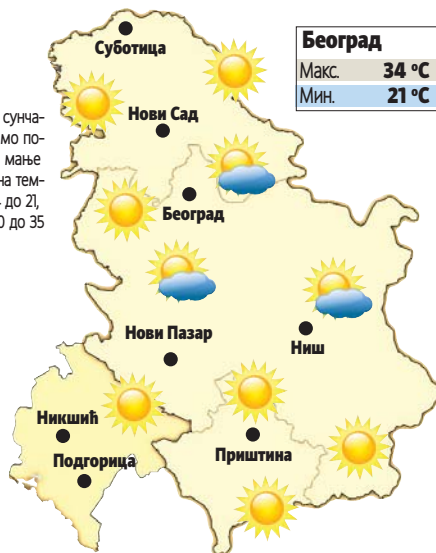 Суботица
Београд
Макс. 34 °C
Мин. 21 °C
сунча-
мо по-
мање
на тем-
до 21,
0 до 35
Нови Сад
Београд
Нови Пазар
Ниш
Никшић
Приштина
Подгорица